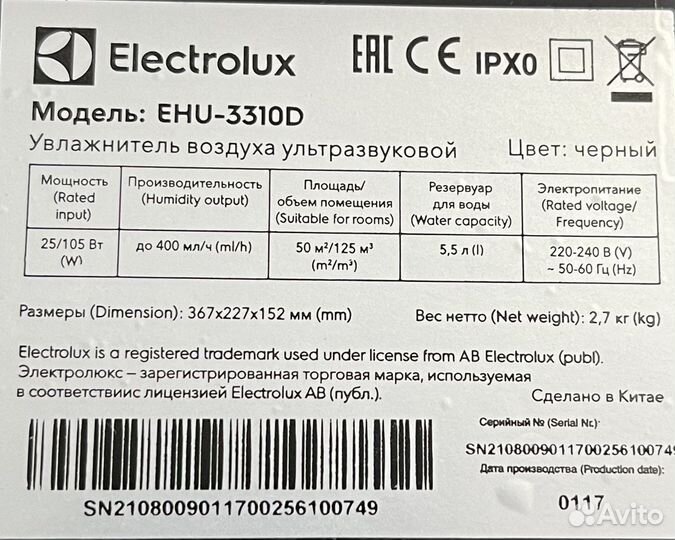 Electrolux EAC CE IPX0
Модель: EHU-3310D
Увлажнитель воздуха ультразвуковой Цвет: черный
Мощность (Rated input) Производительность (Humidity output) Площадь/ объем помещения (Suitable for rooms) Резервуар для воды (Water capacity) Электропитание (Rated voltage/ Frequency)
25/105 Вт (W) до 400 мл/ч (ml/h) 50 м²/125 м³ (m²/m³) 5,5 л (l) 220-240 В (V) ~ 50-60 Гц (Hz)
Размеры (Dimension): 367x227x152 мм (mm) Вес нетто (Net weight): 2,7 кг (kg)
Electrolux is a registered trademark used under license from AB Electrolux (publ).
Электролюкс – зарегистрированная торговая марка, используемая
в соответствиис лицензией Electrolux AB (публ.). Сделано в Китае
Серийный № (Serial Nr.):
SN2108009011700256100749
Дата производства (Production date):
0117
SN2108009011700256100749
Avito